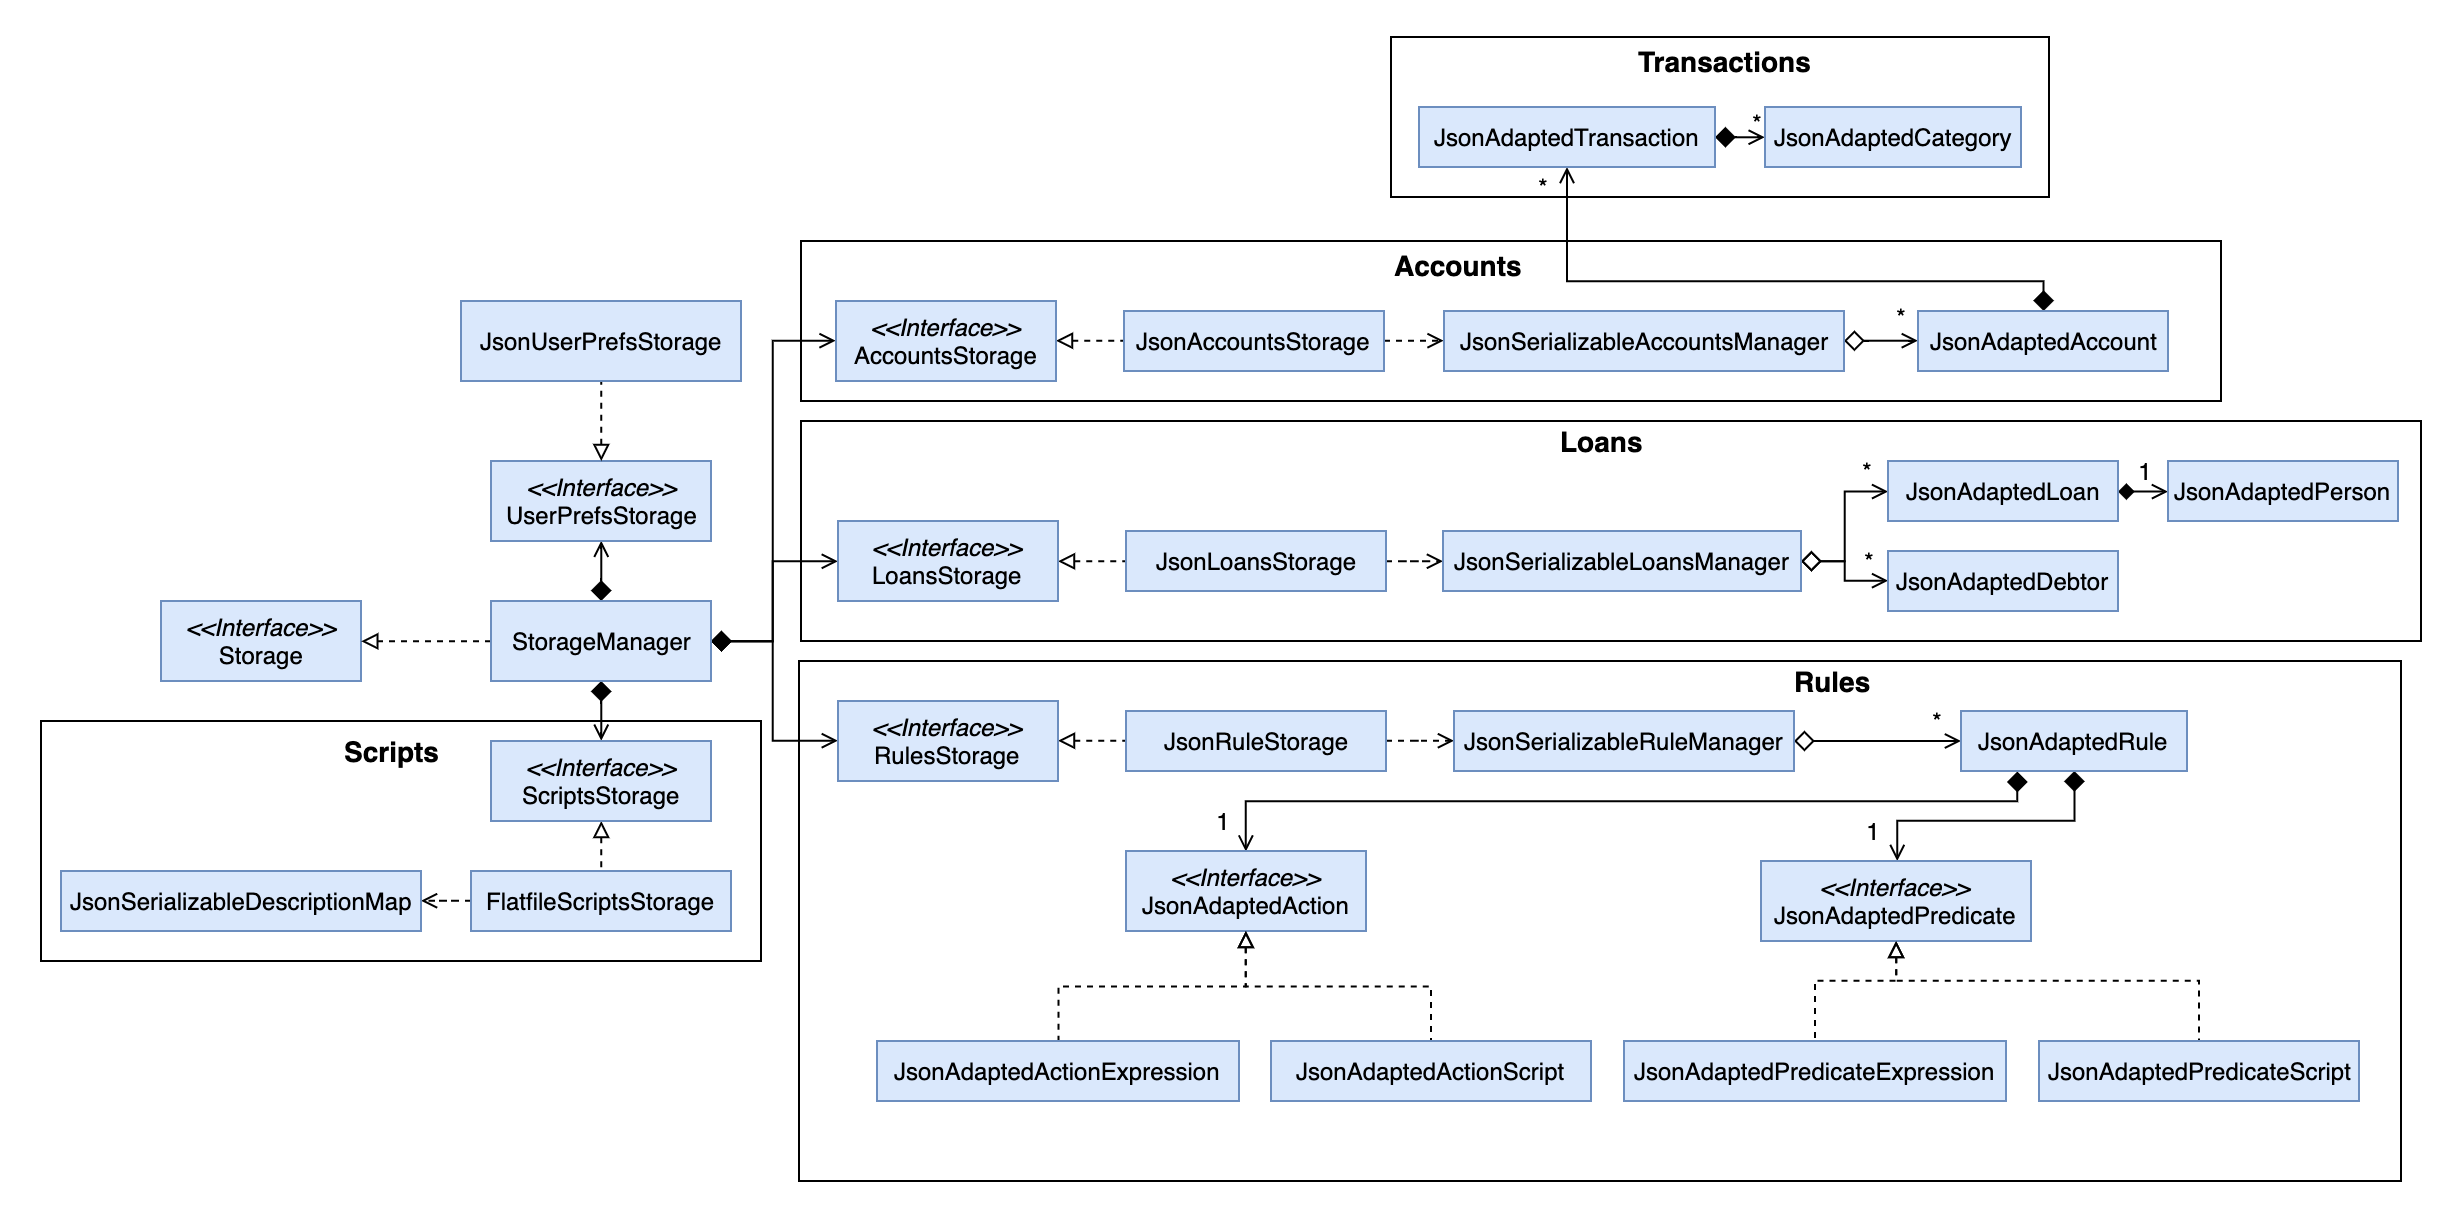 Transactions
JsonAdaptedTransaction
*
JsonAdaptedCategory
*
Accounts
JsonUserPrefsStorage
<<Interface>>
AccountsStorage
JsonAccountsStorage
JsonSerializableAccountsManager
*
JsonAdaptedAccount
Loans
<<Interface>>
UserPrefsStorage
*
JsonAdaptedLoan
1
JsonAdaptedPerson
<<Interface>>
LoansStorage
JsonLoansStorage
JsonSerializableLoansManager
*
JsonAdaptedDebtor
<<Interface>>
Storage
StorageManager
Rules
<<Interface>>
RulesStorage
JsonRuleStorage
JsonSerializableRuleManager
*
JsonAdaptedRule
Scripts
<<Interface>>
ScriptsStorage
1
1
JsonSerializableDescriptionMap
FlatfileScriptsStorage
<<Interface>>
JsonAdaptedAction
<<Interface>>
JsonAdaptedPredicate
JsonAdaptedActionExpression
JsonAdaptedActionScript
JsonAdaptedPredicateExpression
JsonAdaptedPredicateScript